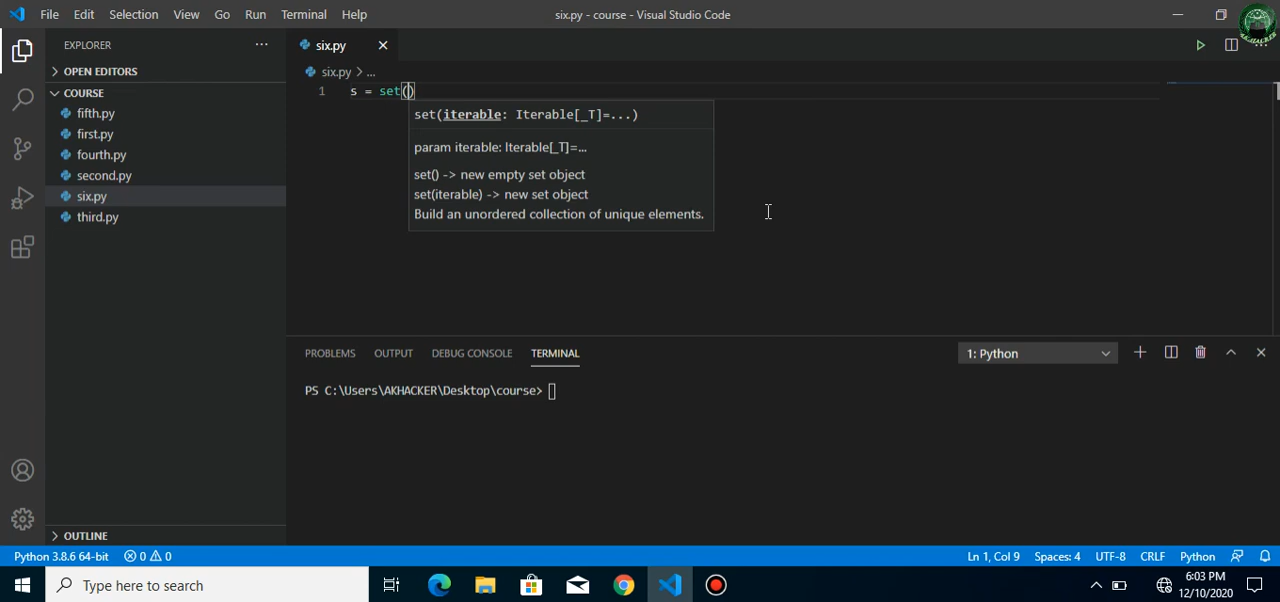 File Edit Selection View Go Run Terminal Help
six.py - course - Visual Studio Code
EXPLORER
six.py
OPEN EDITORS
six.py > ...
COURSE
1 s = set()
fifth.py
set(iterable: Iterable[_T]=...)
first.py
param iterable: Iterable[_T]=...
fourth.py
set() -> new empty set object
second.py
set(iterable) -> new set object
six.py
Build an unordered collection of unique elements.
third.py
PROBLEMS OUTPUT DEBUG CONSOLE TERMINAL
1: Python
PS C:\Users\AKHACKER\Desktop\course>
OUTLINE
Python 3.8.6 64-bit 0 0
Ln 1, Col 9 Spaces: 4 UTF-8 CRLF Python
Type here to search
6:03 PM
12/10/2020